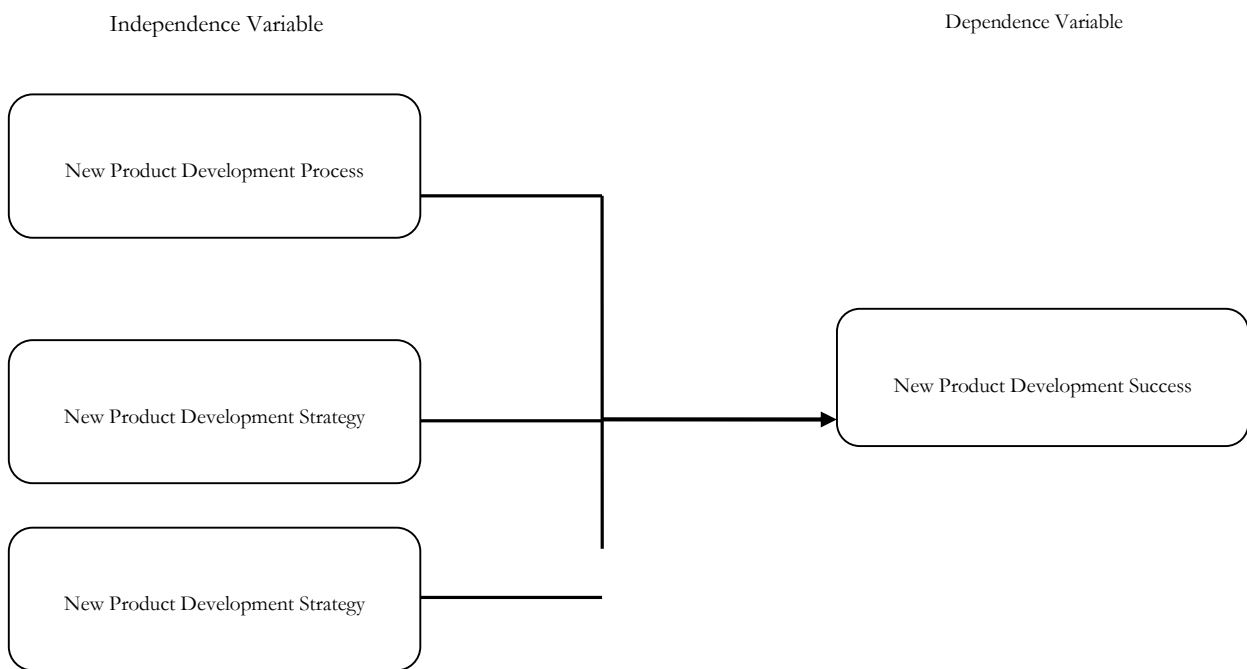 Independence Variable
Dependence Variable
New Product Development Process
New Product Development Success
New Product Development Strategy
New Product Development Strategy